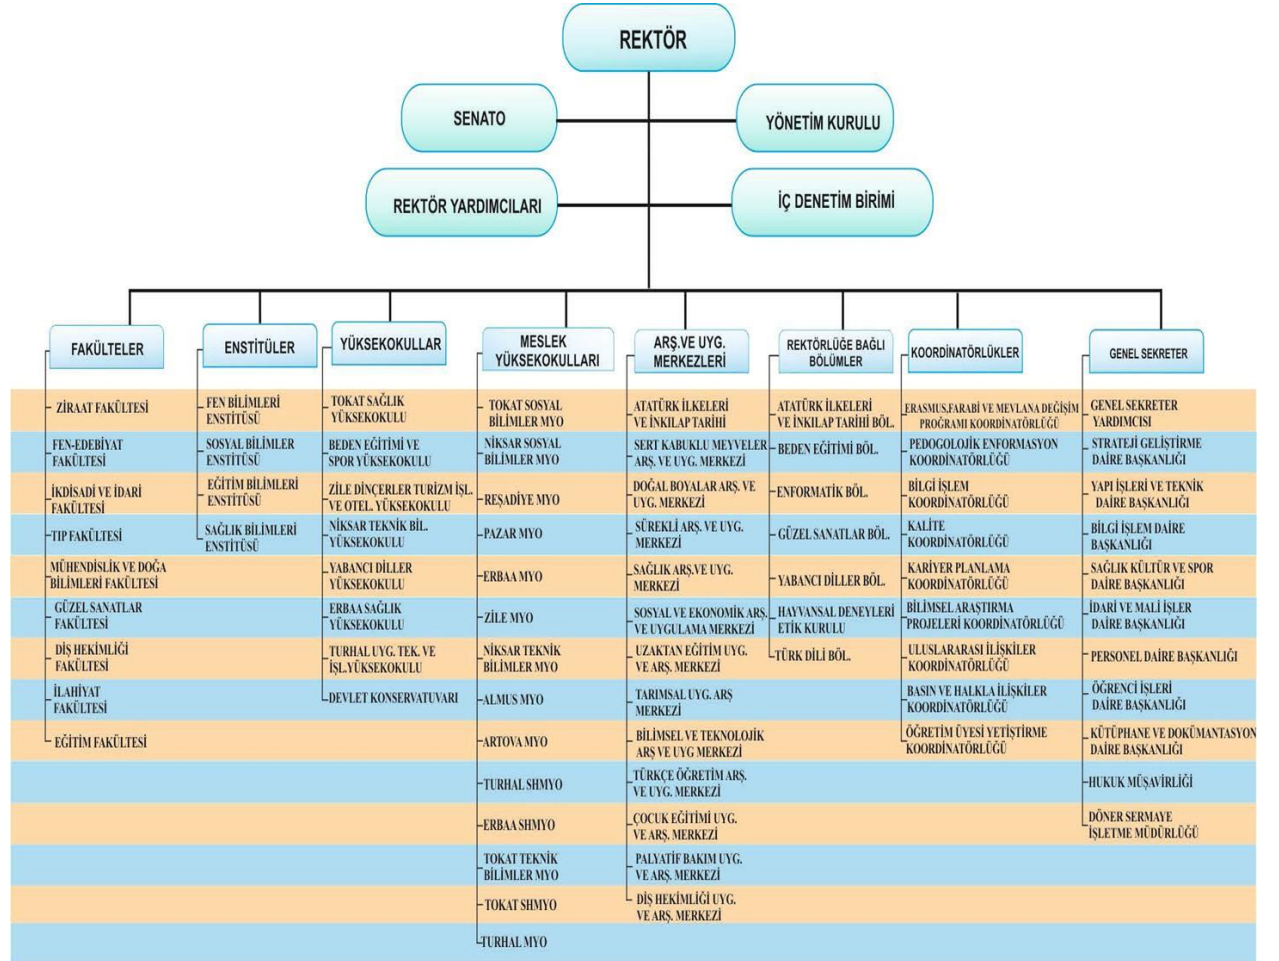 REKTÖR
SENATO
YÖNETİM KURULU
REKTÖR YARDIMCILARI
İÇ DENETİM BİRİMİ
FAKÜLTELER
ZİRAAT FAKÜLTESİ
FEN-EDEBİYAT
FAKÜLTESİ
İKDİSADİ VE İDARİ
FAKÜLTESİ
TIP FAKÜLTESİ
MÜHENDİSLİK VE DOĞA
BİLİMLERİ FAKÜLTESİ
GÜZEL SANATLAR
FAKÜLTESİ
DİŞ HEKİMLİĞİ
FAKÜLTESİ
İLAHİYAT
FAKÜLTESİ
EĞİTİM FAKÜLTESİ
ENSTİTÜLER
FEN BİLİMLERİ
ENSTİTÜSÜ
SOSYAL BİLİMLER
ENSTİTÜSÜ
EĞİTİM BİLİMLERİ
ENSTİTÜSÜ
SAĞLIK BİLİMLERİ
ENSTİTÜSÜ
YÜKSEKOKULLAR
TOKAT SAĞLIK
YÜKSEKOKULU
BEDEN EĞİTİMİ VE
SPOR YÜKSEKOKULU
ZİLE DİNÇERLER TURİZM İŞL.
VE OTEL. YÜKSEKOKULU
NİKSAR TEKNİK BİL.
YÜKSEKOKULU
YABANCI DİLLER
YÜKSEKOKULU
ERBAA SAĞLIK
YÜKSEKOKULU
TURHAL UYG. TEK. VE
İŞL.YÜKSEKOKULU
DEVLET KONSERVATUVARI
MESLEK
YÜKSEKOKULLARI
TOKAT SOSYAL
BİLİMLER MYO
NİKSAR SOSYAL
BİLİMLER MYO
REŞADİYE MYO
PAZAR MYO
ERBAA MYO
ZİLE MYO
NİKSAR TEKNİK
BİLİMLER MYO
ALMUS MYO
ARTOVA MYO
TURHAL SHMYO
ERBAA SHMYO
TOKAT TEKNİK
BİLİMLER MYO
TOKAT SHMYO
TURHAL MYO
ARŞ.VE UYG.
MERKEZLERİ
ATATÜRK İLKELERİ
VE İNKILAP TARİHİ
SERT KABUKLU MEYVELER
ARŞ. VE UYG. MERKEZİ
DOĞAL BOYALAR ARŞ. VE
UYG. MERKEZİ
SÜREKLİ ARŞ. VE UYG.
MERKEZİ
SAĞLIK ARŞ.VE UYG.
MERKEZİ
SOSYAL VE EKONOMİK ARŞ.
VE UYGULAMA MERKEZİ
UZAKTAN EĞİTİM UYG.
VE ARŞ. MERKEZİ
TARIMSAL UYG. ARŞ
MERKEZİ
BİLİMSEL VE TEKNOLOJİK
ARŞ VE UYG MERKEZİ
TÜRKÇE ÖĞRETİM ARŞ.
VE UYG. MERKEZİ
ÇOCUK EĞİTİMİ UYG.
VE ARŞ. MERKEZİ
PALYATİF BAKIM UYG.
VE ARŞ. MERKEZİ
DİŞ HEKİMLİĞİ UYG.
VE ARŞ. MERKEZİ
REKTÖRLÜĞE BAĞLI
BÖLÜMLER
ATATÜRK İLKELERİ
VE İNKILAP TARİHİ BÖL.
BEDEN EĞİTİMİ BÖL.
ENFORMATİK BÖL.
GÜZEL SANATLAR BÖL.
YABANCI DİLLER BÖL.
HAYVANSAL DENEYLERİ
ETİK KURULU
TÜRK DİLİ BÖL.
KOORDİNATÖRLÜKLER
ERASMUS,FARABİ VE MEVLANA DEĞİŞİM
PROGRAMI KOORDİNATÖRLÜĞÜ
PEDOGOLOJİK ENFORMASYON
KOORDİNATÖRLÜĞÜ
BİLGİ İŞLEM
KOORDİNATÖRLÜĞÜ
KALİTE
KOORDİNATÖRLÜĞÜ
KARİYER PLANLAMA
KOORDİNATÖRLÜĞÜ
BİLİMSEL ARAŞTIRMA
PROJELERİ KOORDİNATÖRLÜĞÜ
ULUSLARARASI İLİŞKİLER
KOORDİNATÖRLÜĞÜ
BASIN VE HALKLA İLİŞKİLER
KOORDİNATÖRLÜĞÜ
ÖĞRETİM ÜYESİ YETİŞTİRME
KOORDİNATÖRLÜĞÜ
GENEL SEKRETER
GENEL SEKRETER
YARDIMCISI
STRATEJİ GELİŞTİRME
DAİRE BAŞKANLIĞI
YAPI İŞLERİ VE TEKNİK
DAİRE BAŞKANLIĞI
BİLGİ İŞLEM DAİRE
BAŞKANLIĞI
SAĞLIK KÜLTÜR VE SPOR
DAİRE BAŞKANLIĞI
İDARİ VE MALİ İŞLER
DAİRE BAŞKANLIĞI
PERSONEL DAİRE BAŞKANLIĞI
ÖĞRENCİ İŞLERİ
DAİRE BAŞKANLIĞI
KÜTÜPHANE VE DOKÜMANTASYON
DAİRE BAŞKANLIĞI
HUKUK MÜŞAVİRLİĞİ
DÖNER SERMAYE
İŞLETME MÜDÜRLÜĞÜ